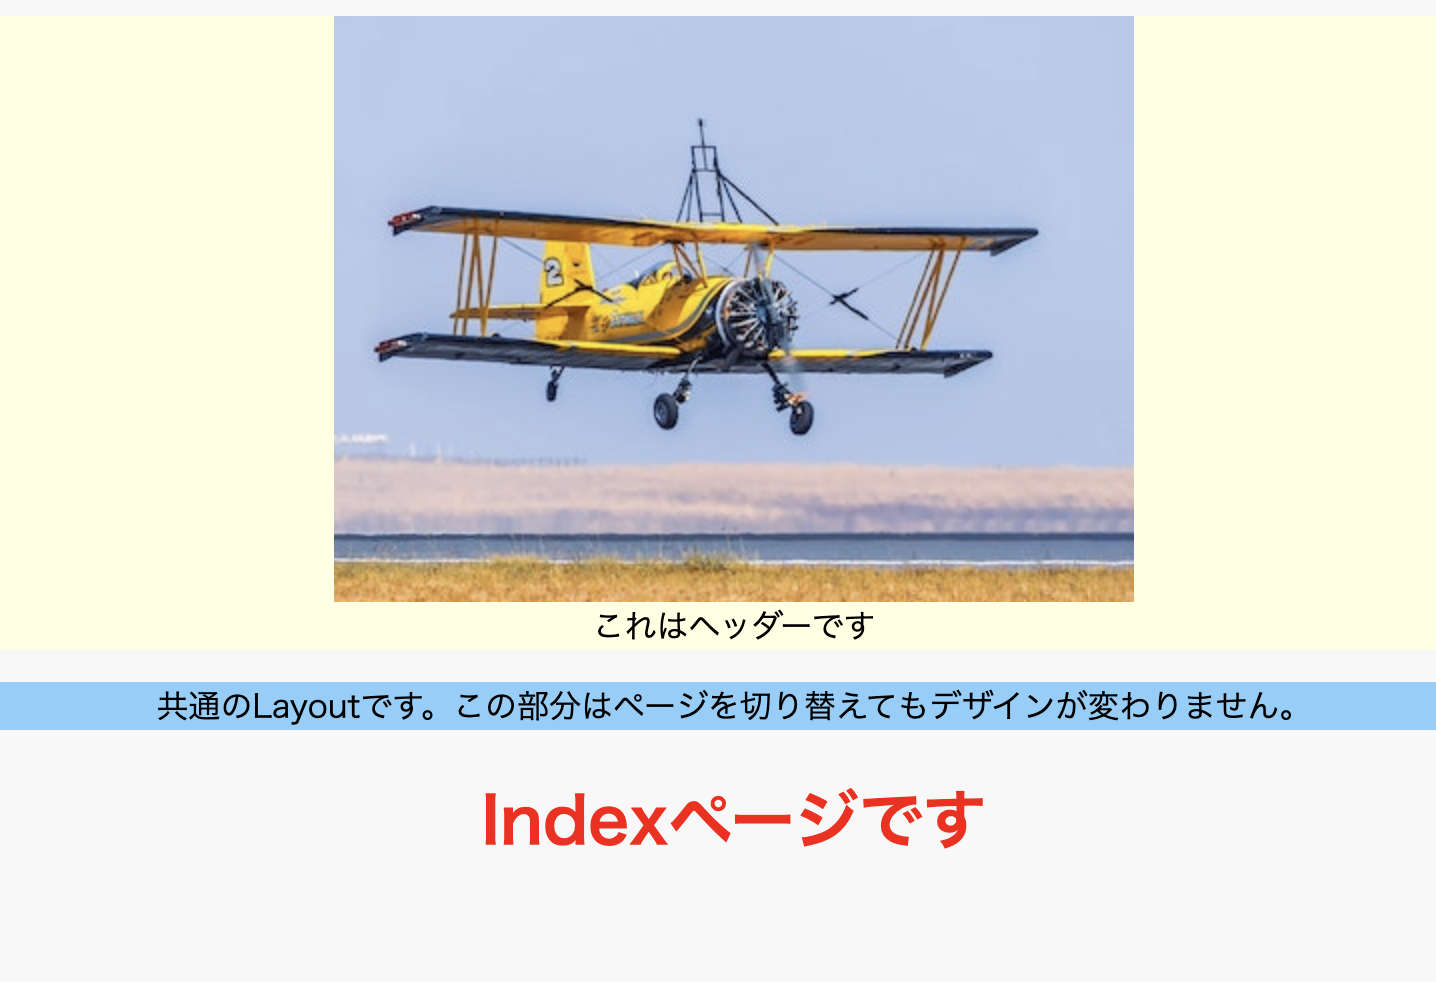 2
これはヘッダーです
共通のLayoutです。この部分はページを切り替えてもデザインが変わりません。
Indexページです